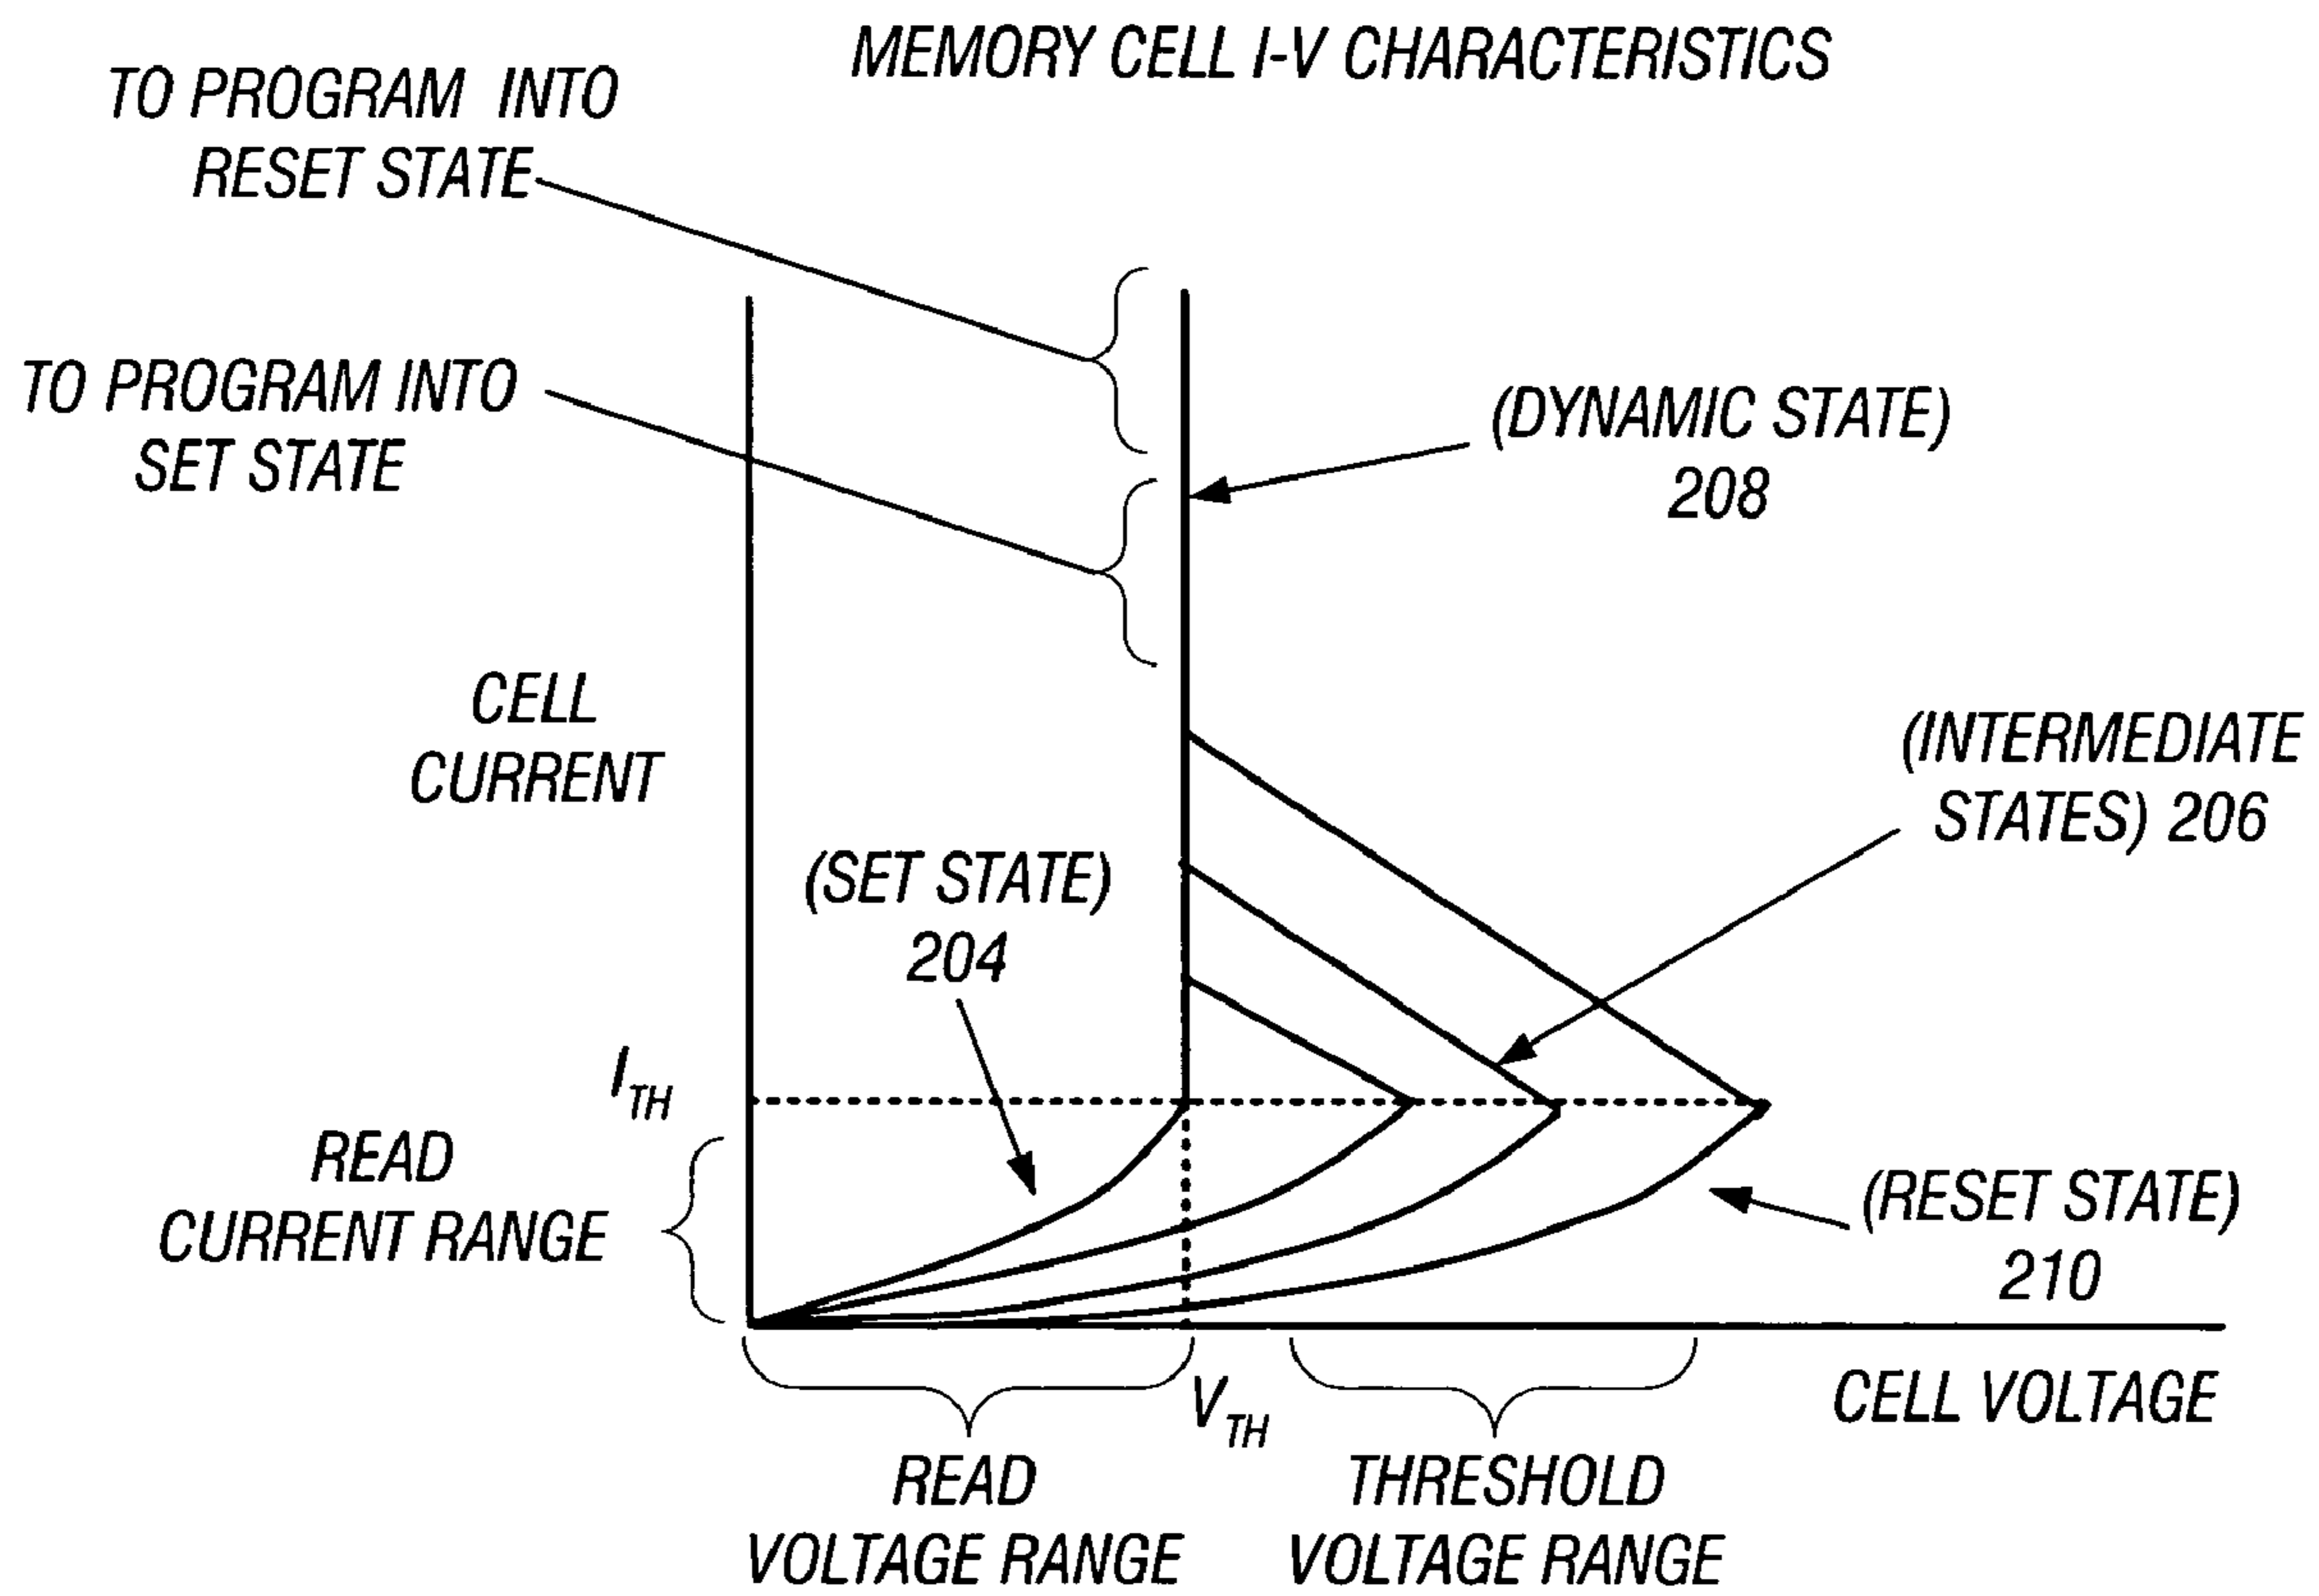 MEMORY CELL I-V CHARACTERISTICS
TO PROGRAM INTO
RESET STATE
TO PROGRAM INTO
SET STATE
(DYNAMIC STATE)
208
CELL
CURRENT
(INTERMEDIATE
STATES) 206
(SET STATE)
204
I_TH
READ
CURRENT RANGE
(RESET STATE)
210
CELL VOLTAGE
V_TH
READ
VOLTAGE RANGE
THRESHOLD
VOLTAGE RANGE